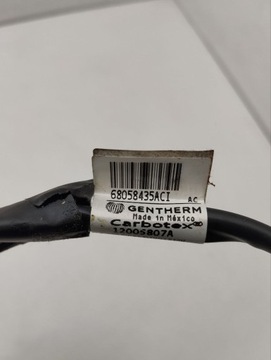 68058435ACI
AC
GENTHERM
Made in México
Carbotex®
12005807A